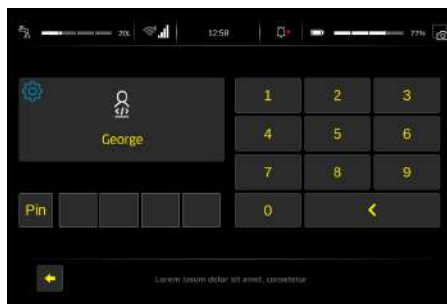 20L 12:58 77%
1 2 3
</>
George
4 5 6
7 8 9
Pin 0
Lorem Ipsum dolor sit amet, consetetur